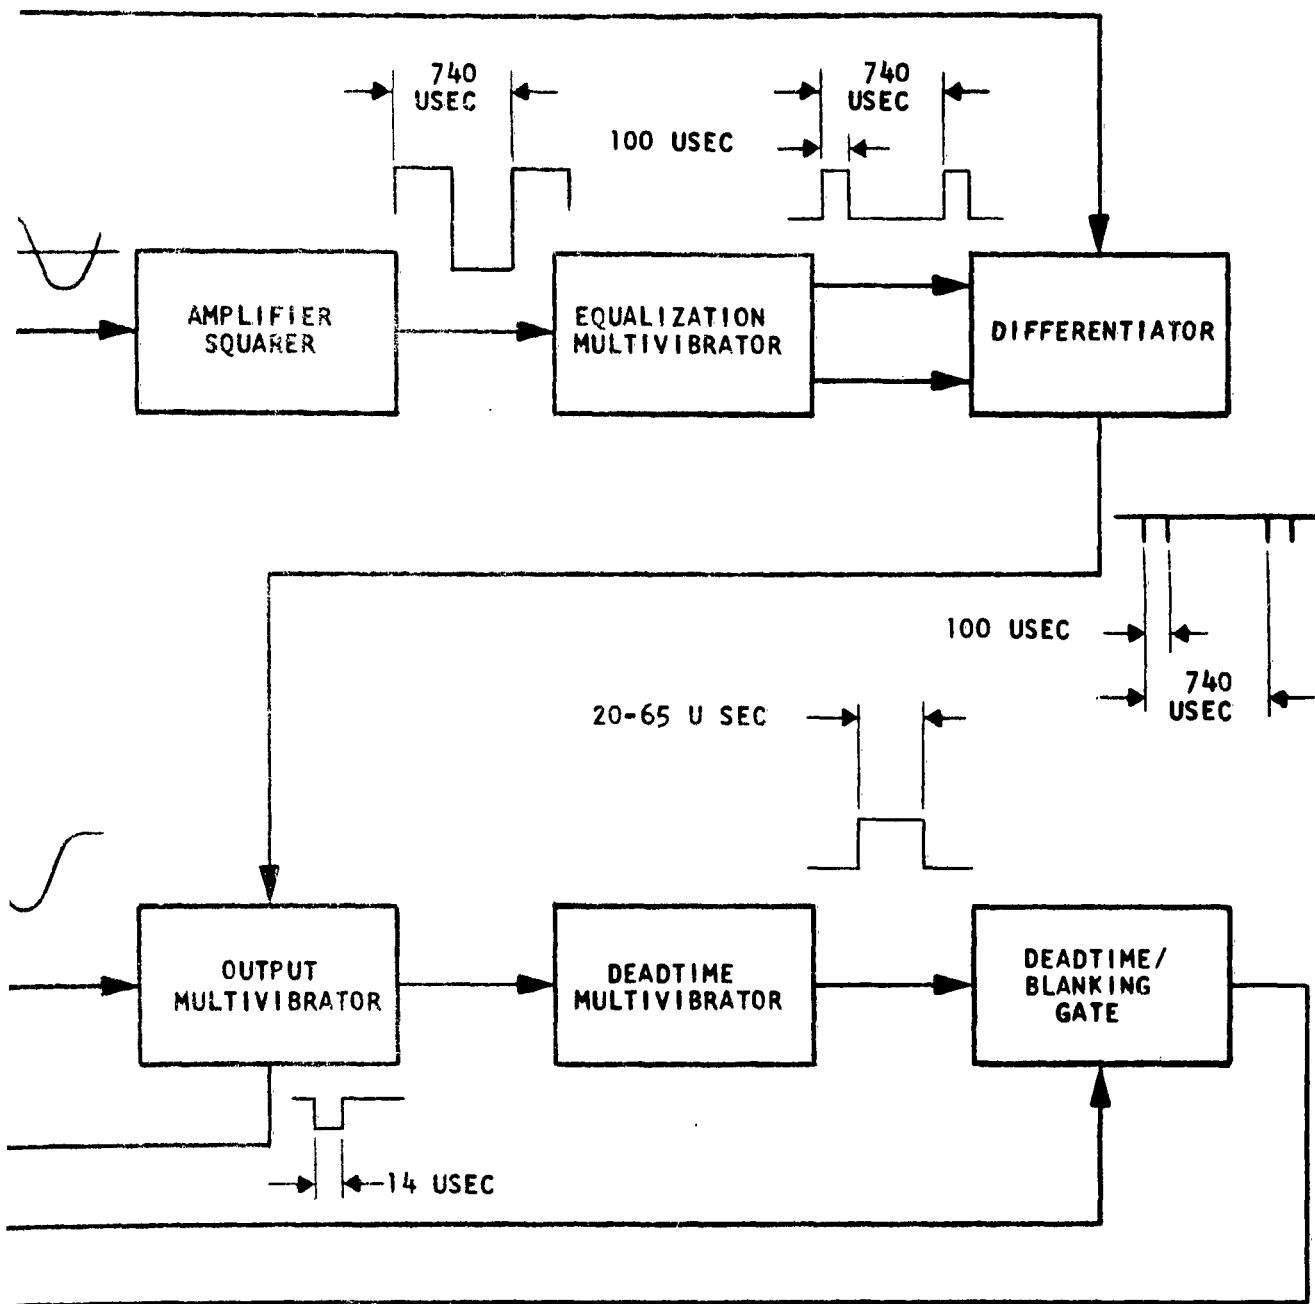 740
USEC
740
USEC
100 USEC
AMPLIFIER
SQUARER
EQUALIZATION
MULTIVIBRATOR
DIFFERENTIATOR
100 USEC
740
USEC
20-65 U SEC
OUTPUT
MULTIVIBRATOR
DEADTIME
MULTIVIBRATOR
DEADTIME/
BLANKING
GATE
14 USEC